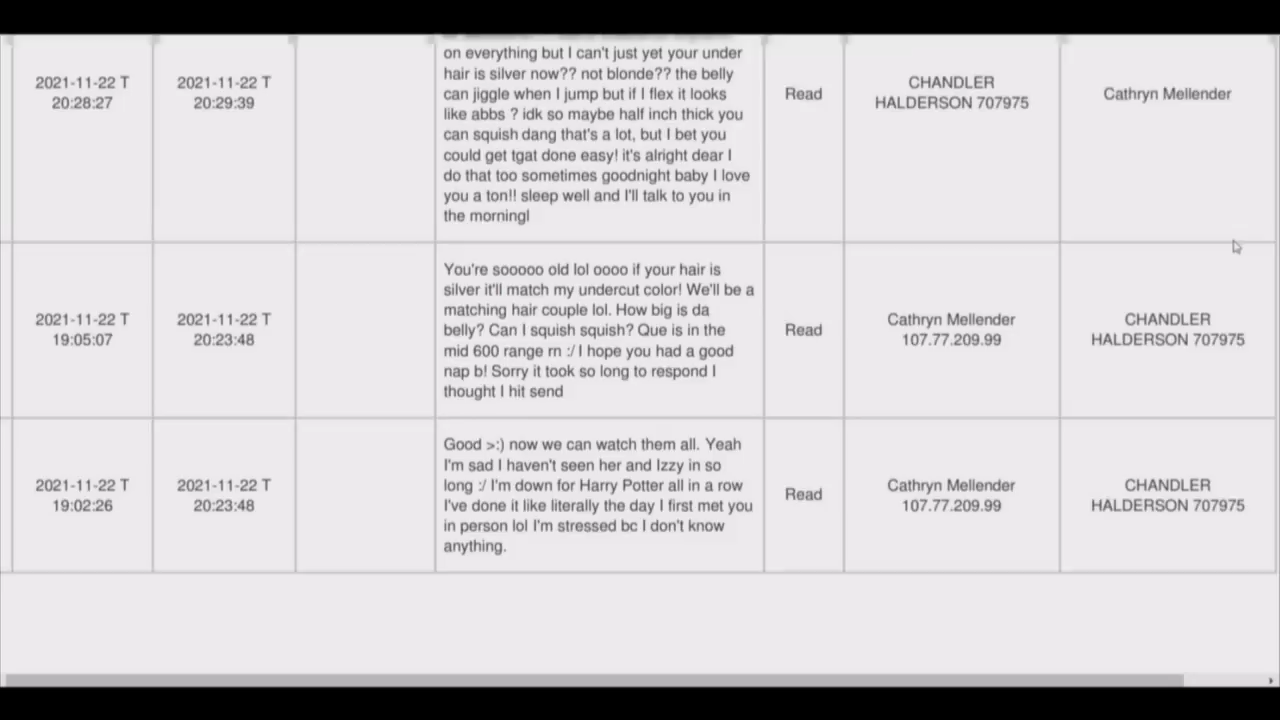 on everything but I can't just yet your under
hair is silver now?? not blonde?? the belly
can jiggle when I jump but if I flex it looks
like abbs ? idk so maybe half inch thick you
can squish dang that's a lot, but I bet you
could get tgat done easy! it's alright dear I
do that too sometimes goodnight baby I love
you a ton!! sleep well and I'll talk to you in
the morningl
2021-11-22 T
20:28:27
2021-11-22 T
20:29:39
Read
CHANDLER
HALDERSON 707975
Cathryn Mellender
2021-11-22 T
19:05:07
2021-11-22 T
20:23:48
You're sooooo old lol oooo if your hair is
silver it'll match my undercut color! We'll be a
matching hair couple lol. How big is da
belly? Can I squish squish? Que is in the
mid 600 range rn :/ I hope you had a good
nap b! Sorry it took so long to respond I
thought I hit send
Read
Cathryn Mellender
107.77.209.99
CHANDLER
HALDERSON 707975
2021-11-22 T
19:02:26
2021-11-22 T
20:23:48
Good >:) now we can watch them all. Yeah
I'm sad I haven't seen her and Izzy in so
long :/ I'm down for Harry Potter all in a row
I've done it like literally the day I first met you
in person lol I'm stressed bc I don't know
anything.
Read
Cathryn Mellender
107.77.209.99
CHANDLER
HALDERSON 707975